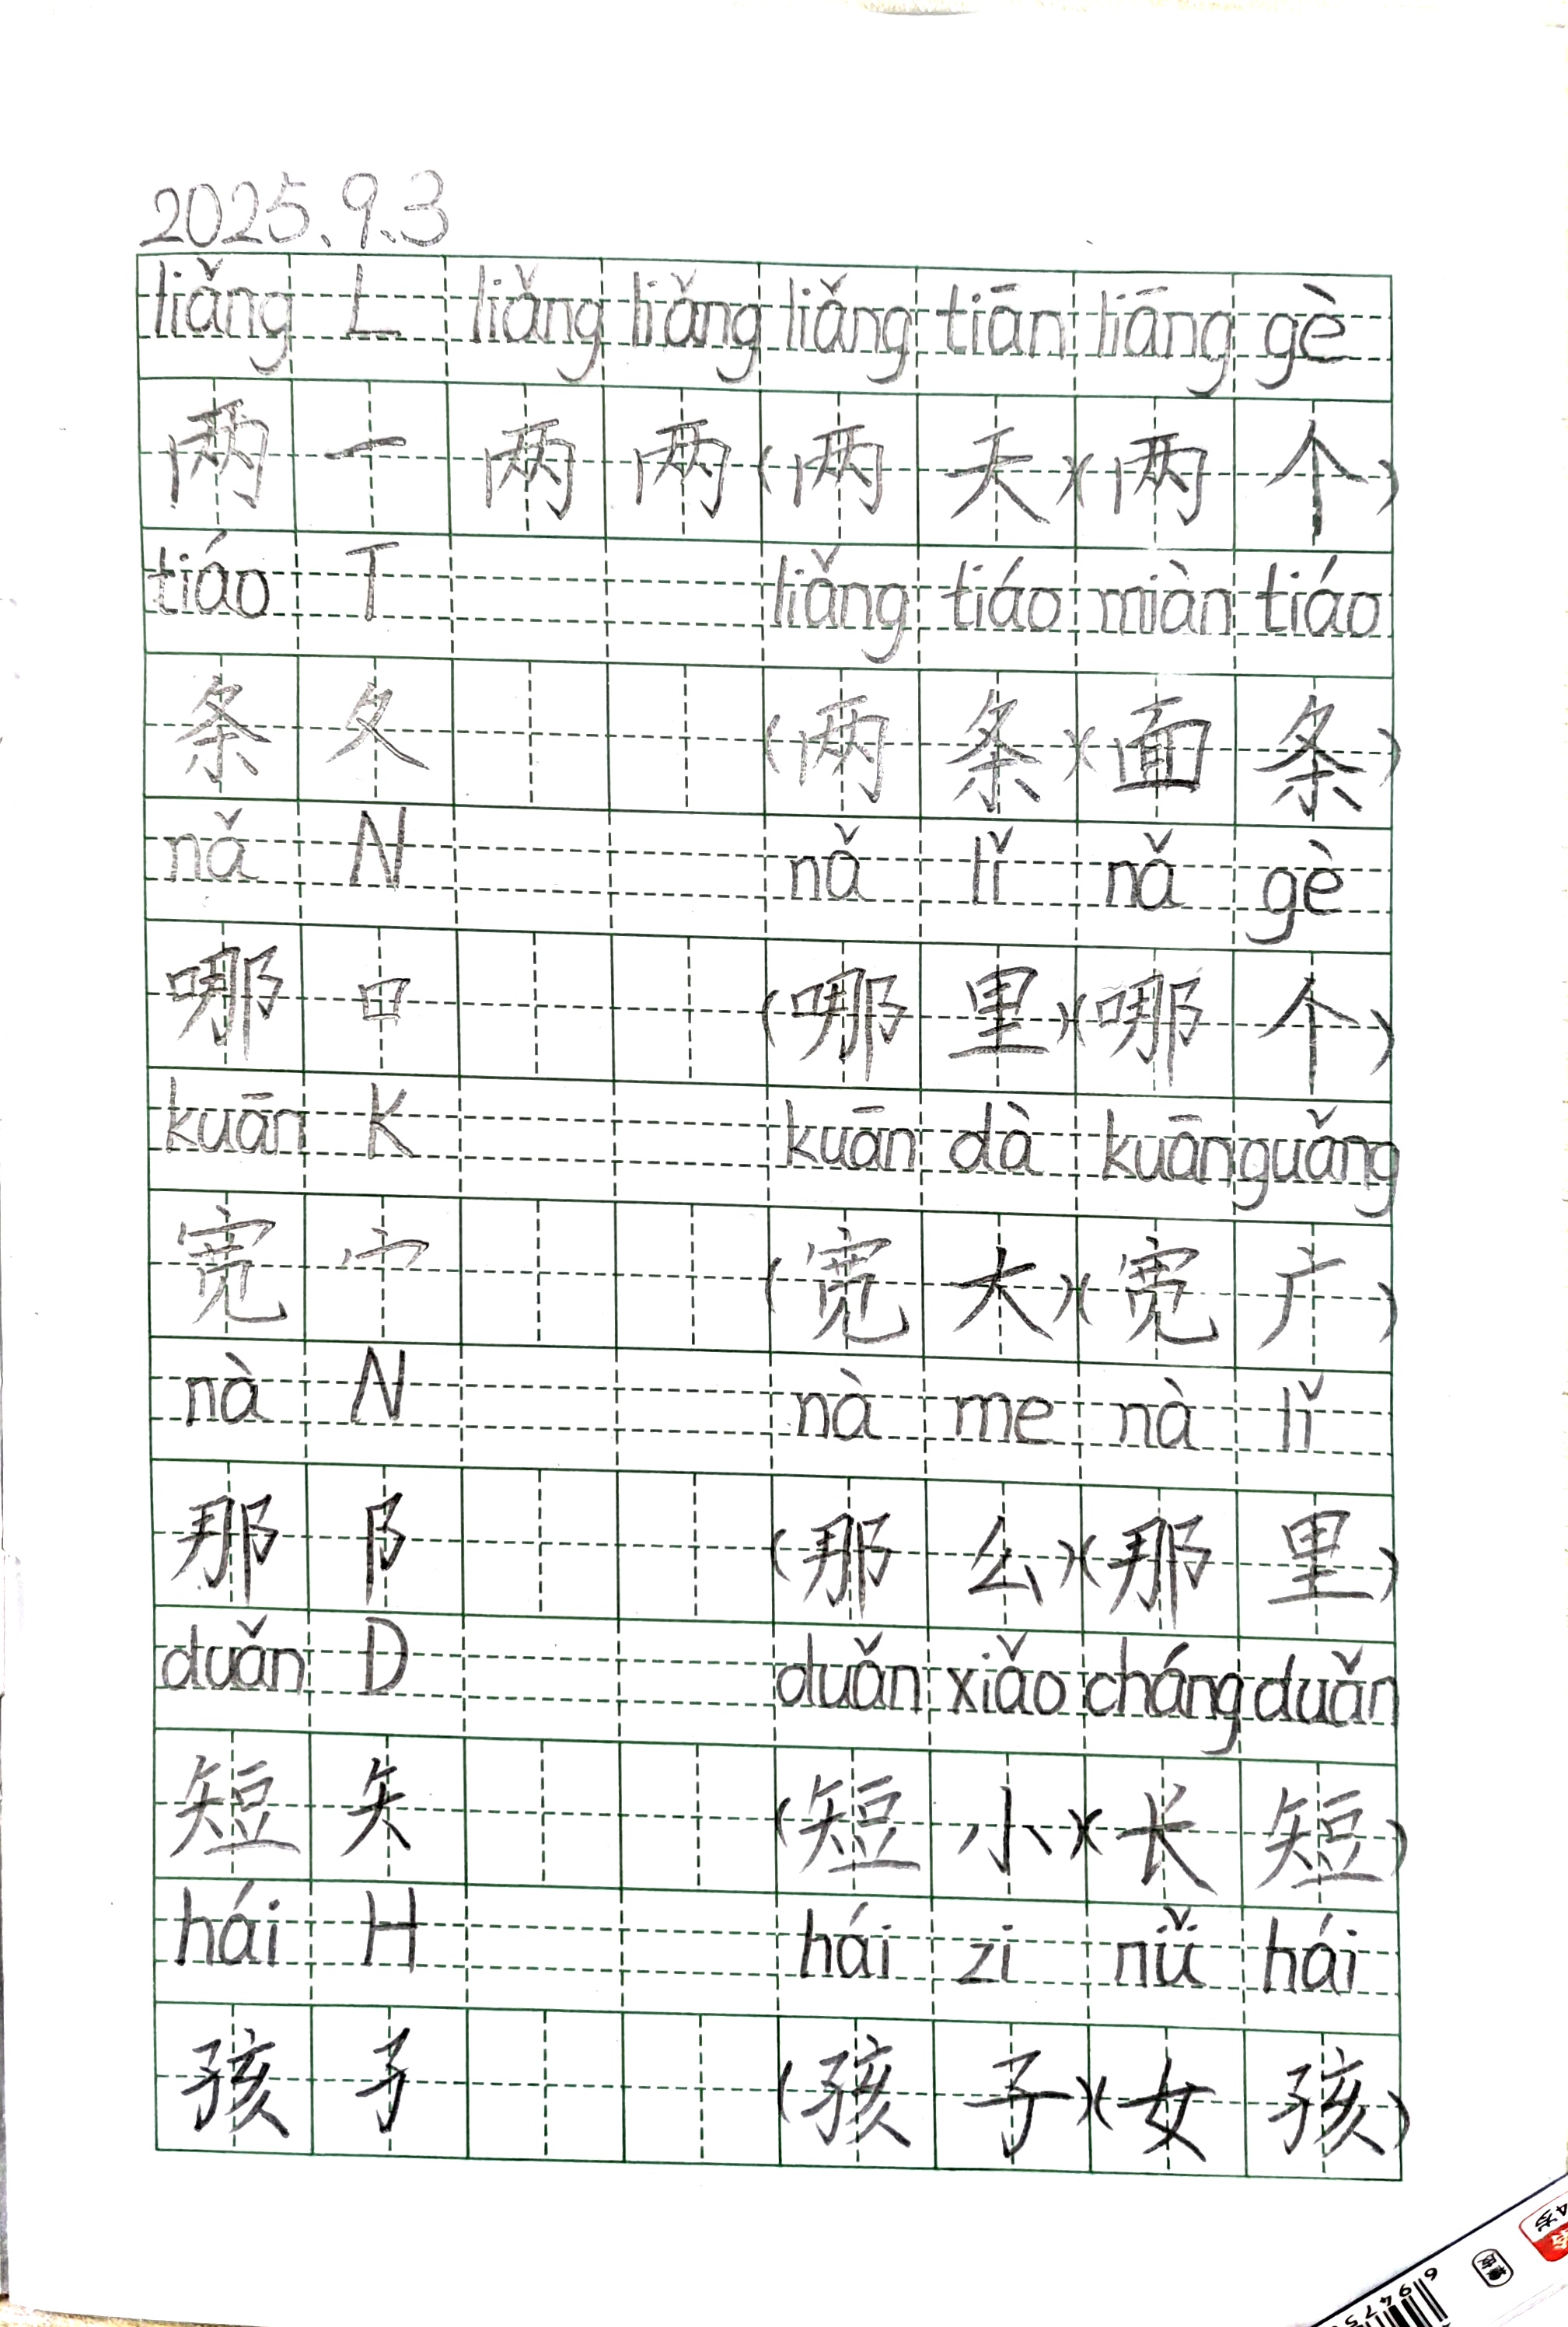 2025.9.3
liǎng L liǎng liǎng liǎng tiān liāng gè
两 一 两 两 (两 天)(两 个)
tiáo T liǎng tiáo miàn tiáo
条 夂 (两 条)(面 条)
nǎ N nǎ lǐ nǎ gè
哪 口 (哪 里)(哪 个)
kuān K kuān dà kuān guǎng
宽 宀 (宽 大)(宽 广)
nà N nà me nà lǐ
那 阝 (那 么)(那 里)
duǎn D duǎn xiǎo cháng duǎn
短 矢 (短 小)(长 短)
hái H hái zi nǚ hái
孩 子 (孩 子)(女 孩)
69473
橡皮